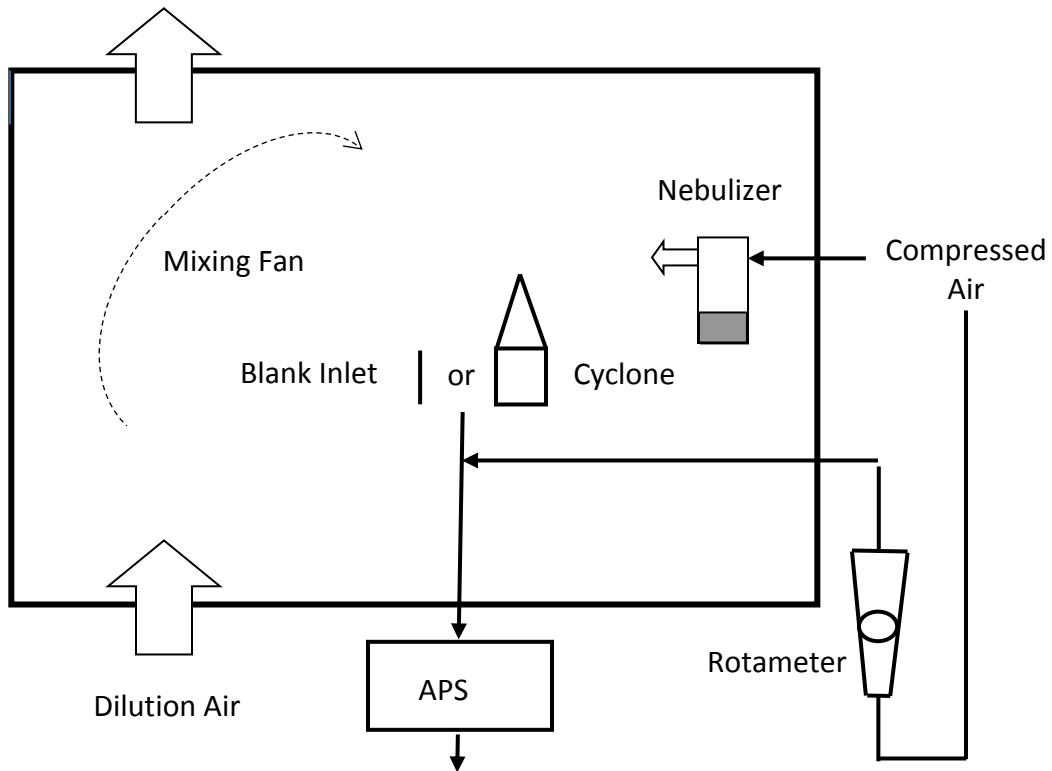 Nebulizer
Compressed
Air
Mixing Fan
Blank Inlet
or
Cyclone
Rotameter
APS
Dilution Air